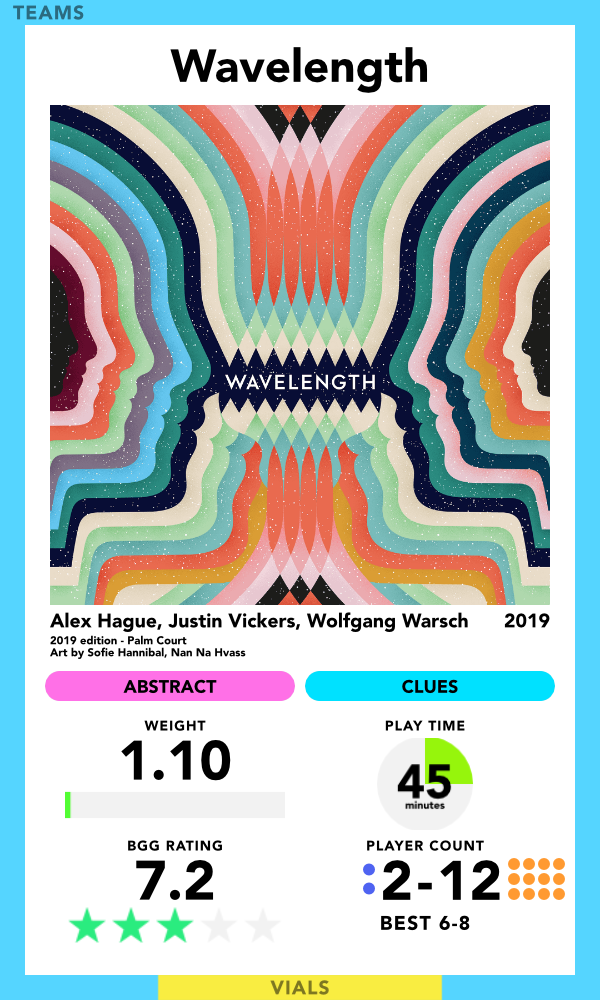 TEAMS
Wavelength
WAVELENGTH
Alex Hague, Justin Vickers, Wolfgang Warsch 2019
2019 edition - Palm Court
Art by Sofie Hannibal, Nan Na Hvass
ABSTRACT CLUES
WEIGHT PLAY TIME
1.10 45
minutes
BGG RATING PLAYER COUNT
7.2 2-12
BEST 6-8
VIALS